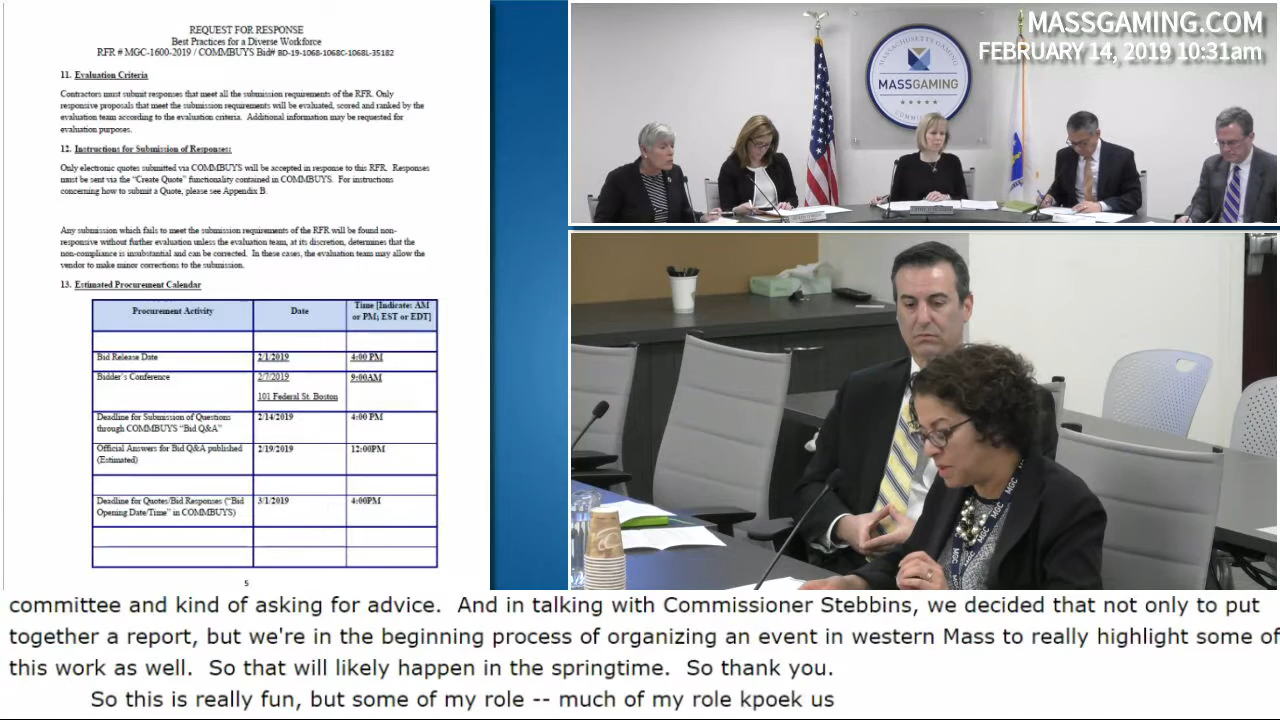 REQUEST FOR RESPONSE
Best Practices for a Diverse Workforce
RFR # MGC-1600-2019 / COMMBUYS Bid# BD-19-1068-1068C-1068L-35182
11. Evaluation Criteria
Contractors must submit responses that meet all the submission requirements of the RFR. Only
responsive proposals that meet the submission requirements will be evaluated, scored and ranked by the
evaluation team according to the evaluation criteria. Additional information may be requested for
evaluation purposes.
12. Instructions for Submission of Responses:
Only electronic quotes submitted via COMMBUYS will be accepted in response to this RFR. Responses
must be sent via the "Create Quote" functionality contained in COMMBUYS. For instructions
concerning how to submit a Quote, please see Appendix B.
Any submission which fails to meet the submission requirements of the RFR will be found non-
responsive without further evaluation unless the evaluation team, at its discretion, determines that the
non-compliance is insubstantial and can be corrected. In these cases, the evaluation team may allow the
vendor to make minor corrections to the submission.
13. Estimated Procurement Calendar
Procurement Activity Date Time [Indicate: AM
or PM; EST or EDT]
Bid Release Date 2/1/2019 4:00 PM
Bidder's Conference 2/7/2019 9:00AM
101 Federal St. Boston
Deadline for Submission of Questions 2/14/2019 4:00 PM
through COMMBUYS "Bid Q&A"
Official Answers for Bid Q&A published 2/19/2019 12:00PM
(Estimated)
Deadline for Quotes/Bid Responses ("Bid 3/1/2019 4:00PM
Opening Date/Time" in COMMBUYS)
5
MASSGAMING.COM
FEBRUARY 14, 2019 10:31am
MASSACHUSETTS GAMING
MASSGAMING
MGC
MGC
MGC
MGC
committee and kind of asking for advice. And in talking with Commissioner Stebbins, we decided that not only to put
together a report, but we're in the beginning process of organizing an event in western Mass to really highlight some of
this work as well. So that will likely happen in the springtime. So thank you.
So this is really fun, but some of my role -- much of my role kpoek us